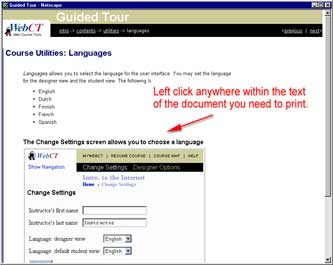 Guided Tour - Netscape
Guided Tour
WebCT
intro -> contents -> utilities -> languages
<previous | next>
Course Utilities: Languages
Languages allows you to select the language for the user interface. You may set the language
for the designer view and the student view. The following is
English
Dutch
Finnish
French
Spanish
Left click anywhere within the text
of the document you need to print.
The Change Settings screen allows you to choose a language
WebCT
MYWEBCT | RESUME COURSE | COURSE MAP | HELP
Show Navigation
Change Settings Designer Options
Intro. to the Internet
Home › Change Settings
Change Settings
Instructor's first name:
Instructor's last name: Instructor
Language: designer view English
Language: default student view English